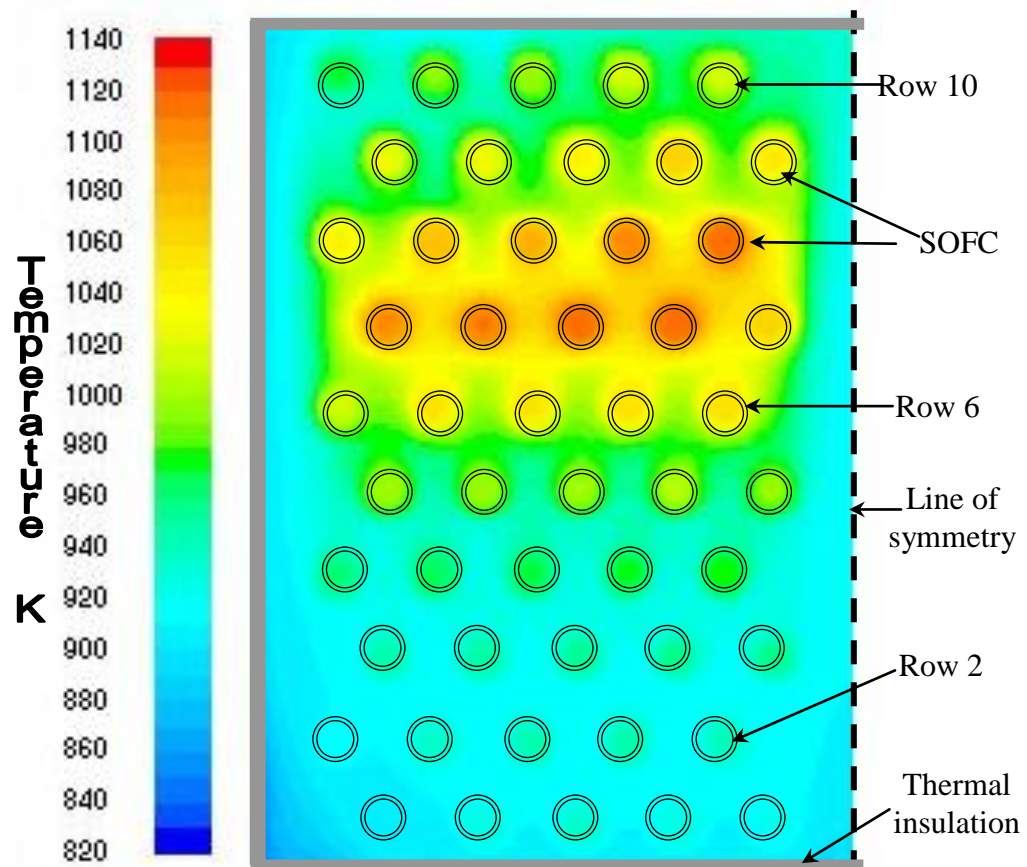 Temperature K
1140
1120
1100
1080
1060
1040
1020
1000
980
960
940
920
900
880
860
840
820
Row 10
SOFC
Row 6
Line of
symmetry
Row 2
Thermal
insulation